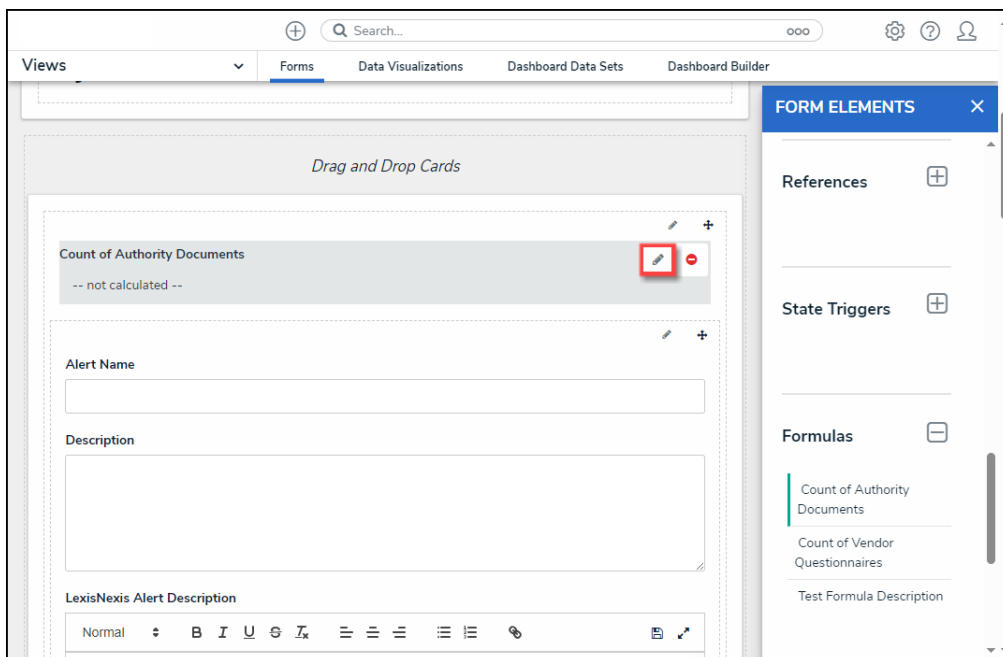 Search...
Views
Forms
Data Visualizations
Dashboard Data Sets
Dashboard Builder
FORM ELEMENTS
Drag and Drop Cards
References
Count of Authority Documents
-- not calculated --
State Triggers
Alert Name
Description
Formulas
Count of Authority
Documents
Count of Vendor
Questionnaires
Test Formula Description
LexisNexis Alert Description
Normal B I U S Tx